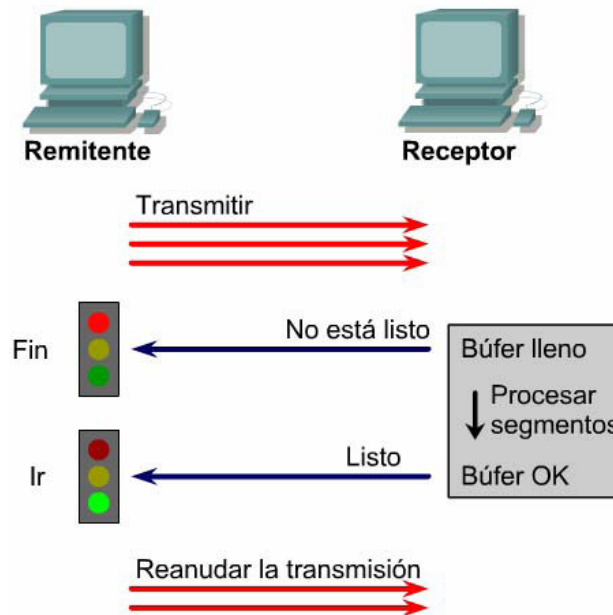 Remitente
Receptor
Transmitir
No está listo
Fin
Búfer lleno
Procesar
segmentos
Listo
Ir
Búfer OK
Reanudar la transmisión